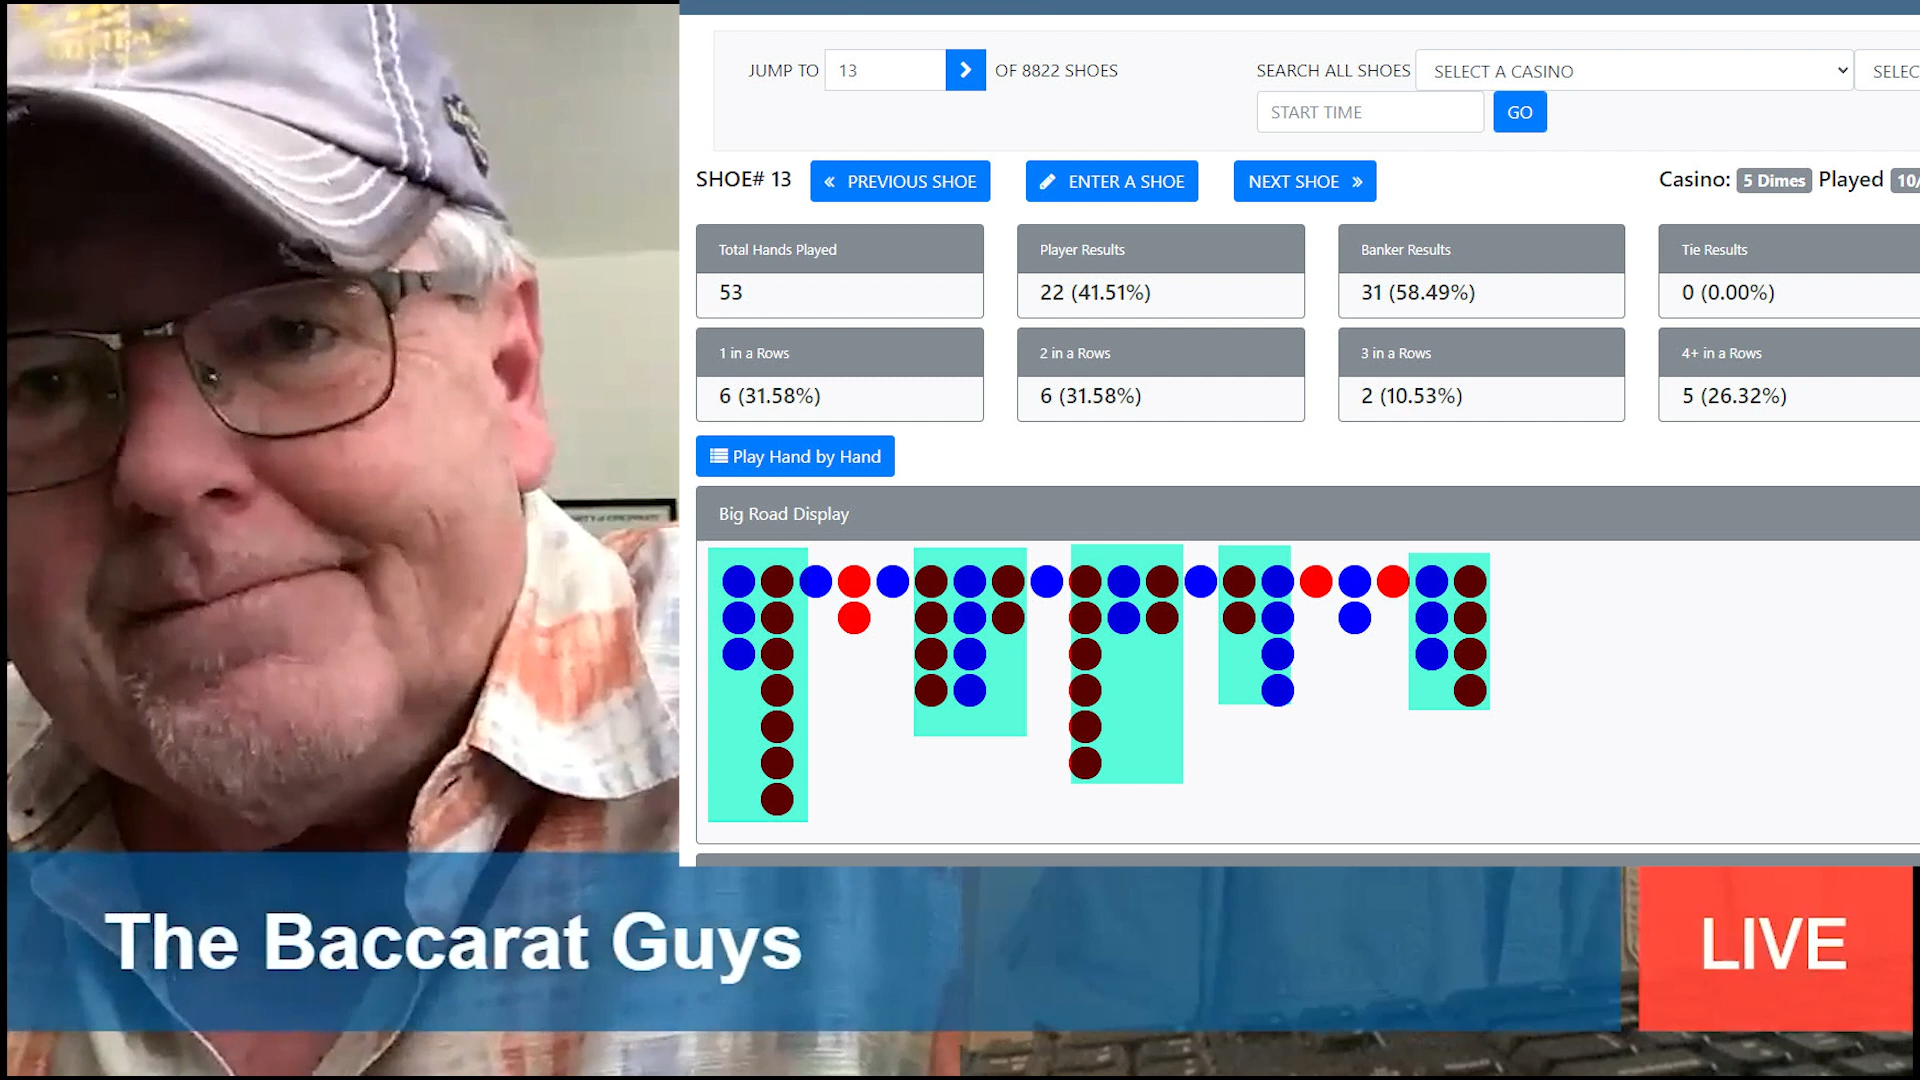 JUMP TO 13 OF 8822 SHOES SEARCH ALL SHOES SELECT A CASINO SELEC
START TIME GO
SHOE# 13 « PREVIOUS SHOE ENTER A SHOE NEXT SHOE » Casino: 5 Dimes Played 10/
Total Hands Played Player Results Banker Results Tie Results
53 22 (41.51%) 31 (58.49%) 0 (0.00%)
1 in a Rows 2 in a Rows 3 in a Rows 4+ in a Rows
6 (31.58%) 6 (31.58%) 2 (10.53%) 5 (26.32%)
Play Hand by Hand
Big Road Display
The Baccarat Guys
LIVE